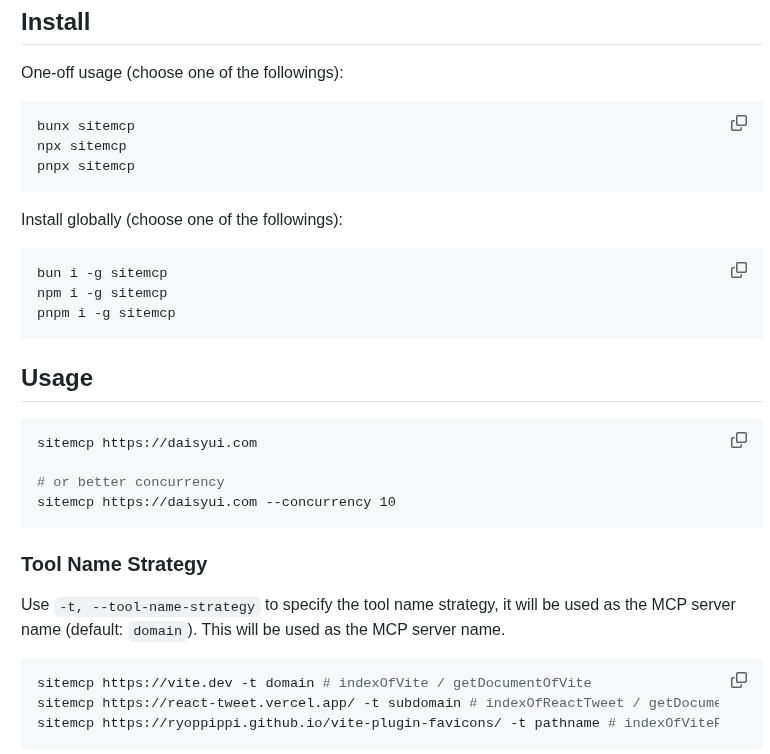 Install
One-off usage (choose one of the followings):
bunx sitemcp
npx sitemcp
pnpx sitemcp
Install globally (choose one of the followings):
bun i -g sitemcp
npm i -g sitemcp
pnpm i -g sitemcp
Usage
sitemcp https://daisyui.com
# or better concurrency
sitemcp https://daisyui.com --concurrency 10
Tool Name Strategy
Use -t, --tool-name-strategy to specify the tool name strategy, it will be used as the MCP server
name (default: domain). This will be used as the MCP server name.
sitemcp https://vite.dev -t domain # indexOfVite / getDocumentOfVite
sitemcp https://react-tweet.vercel.app/ -t subdomain # indexOfReactTweet / getDocume
sitemcp https://ryoppippi.github.io/vite-plugin-favicons/ -t pathname # indexOfVite